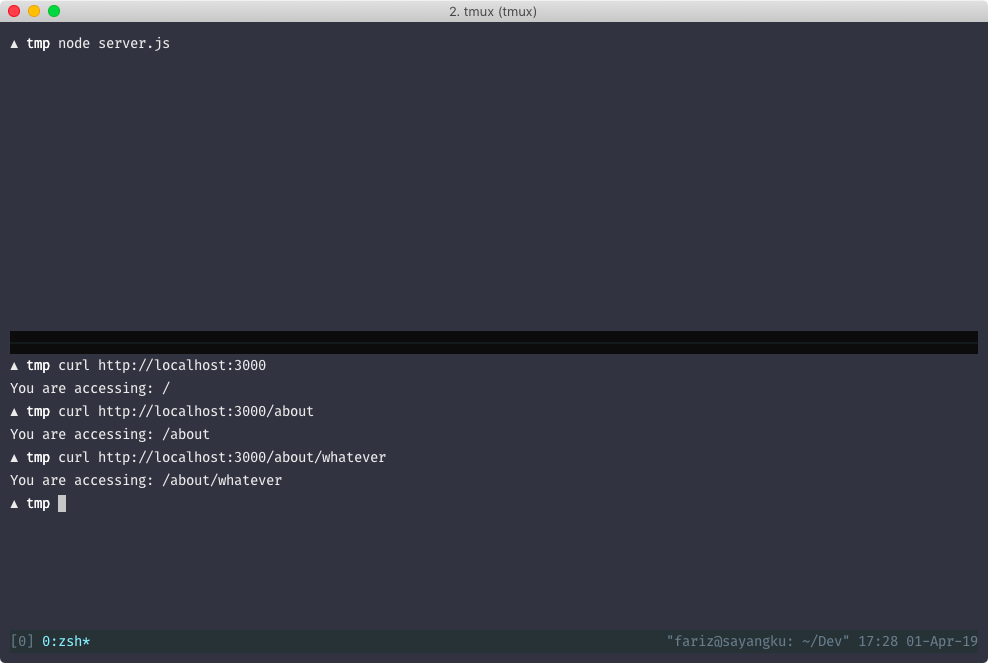 2. tmux (tmux)
▲ tmp node server.js
▲ tmp curl http://localhost:3000
You are accessing: /
▲ tmp curl http://localhost:3000/about
You are accessing: /about
▲ tmp curl http://localhost:3000/about/whatever
You are accessing: /about/whatever
▲ tmp
[0] 0:zsh* "fariz@sayangku: ~/Dev" 17:28 01-Apr-19